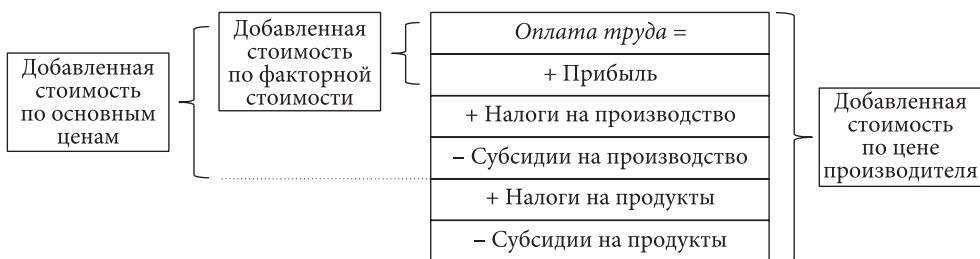 Добавленная
стоимость
по основным
ценам
Добавленная
стоимость
по факторной
стоимости
Оплата труда =
+ Прибыль
+ Налоги на производство
– Субсидии на производство
+ Налоги на продукты
– Субсидии на продукты
Добавленная
стоимость
по цене
производителя